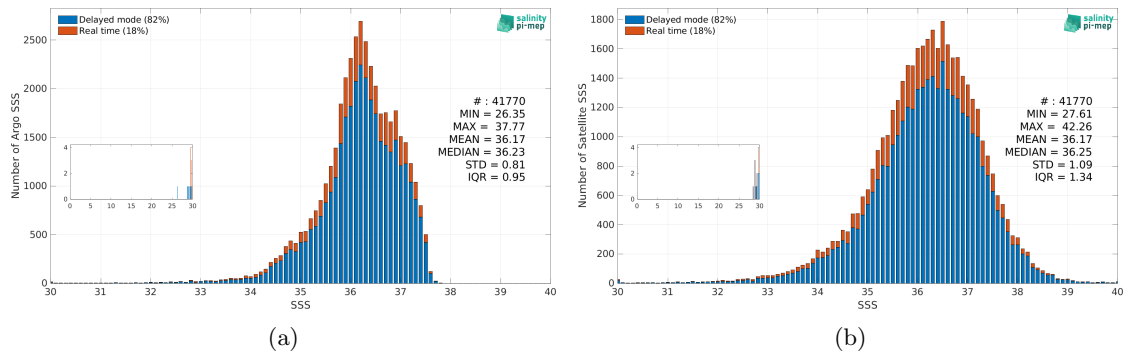 Delayed mode (82%)
Real time (18%)
salinity
pi-mep
Number of Argo SSS
2500
2000
1500
1000
500
0
# : 41770
MIN = 26.35
MAX = 37.77
MEAN = 36.17
MEDIAN = 36.23
STD = 0.81
IQR = 0.95
4
2
0
0 5 10 15 20 25 30
30 31 32 33 34 35 36 37 38 39 40
SSS
(a)
Delayed mode (82%)
Real time (18%)
salinity
pi-mep
Number of Satellite SSS
1800
1600
1400
1200
1000
800
600
400
200
0
# : 41770
MIN = 27.61
MAX = 42.26
MEAN = 36.17
MEDIAN = 36.25
STD = 1.09
IQR = 1.34
4
2
0
0 5 10 15 20 25 30
30 31 32 33 34 35 36 37 38 39 40
SSS
(b)